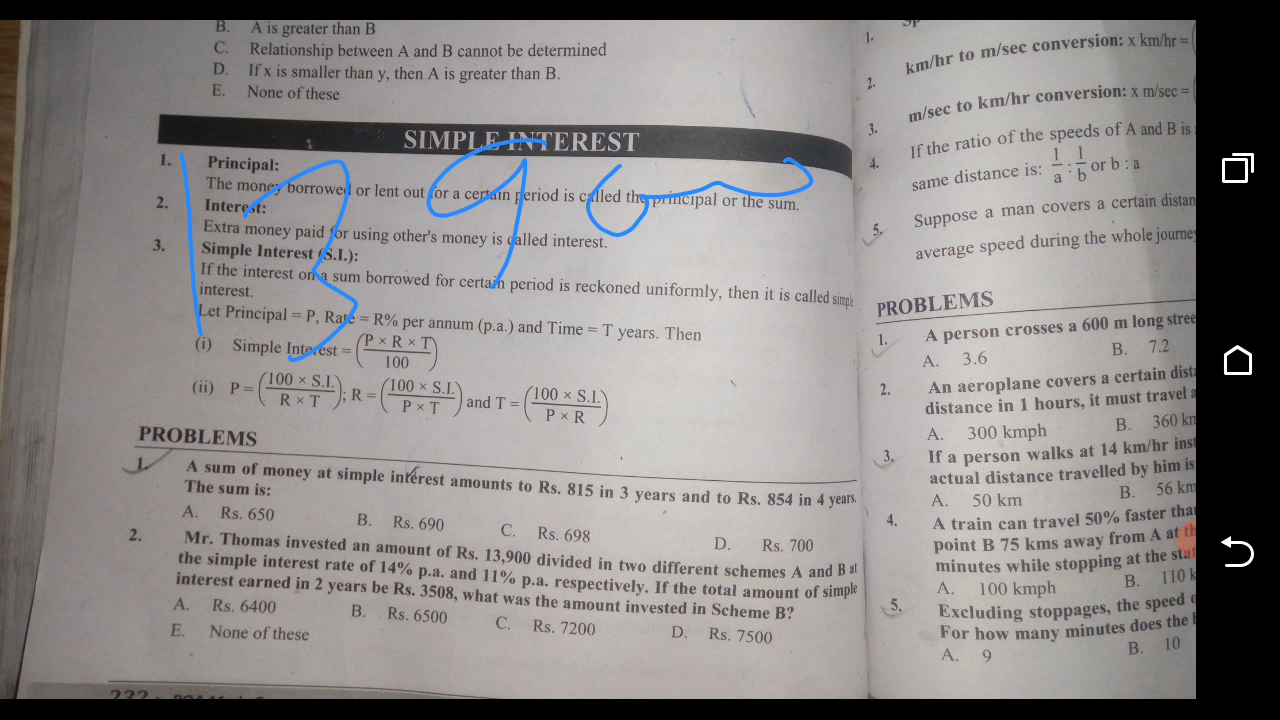 B. A is greater than B
C. Relationship between A and B cannot be determined
D. If x is smaller than y, then A is greater than B.
E. None of these
SIMPLE INTEREST
1. Principal:
The money borrowed or lent out for a certain period is called the principal or the sum.
2. Interest:
Extra money paid for using other's money is called interest.
3. Simple Interest (S.I.):
If the interest on a sum borrowed for certain period is reckoned uniformly, then it is called simple
interest.
Let Principal = P, Rate = R% per annum (p.a.) and Time = T years. Then
(i) Simple Interest = (P × R × T / 100)
(ii) P = (100 × S.I. / R × T); R = (100 × S.I. / P × T) and T = (100 × S.I. / P × R)
PROBLEMS
1. A sum of money at simple interest amounts to Rs. 815 in 3 years and to Rs. 854 in 4 years.
The sum is:
A. Rs. 650 B. Rs. 690 C. Rs. 698 D. Rs. 700
2. Mr. Thomas invested an amount of Rs. 13,900 divided in two different schemes A and B at
the simple interest rate of 14% p.a. and 11% p.a. respectively. If the total amount of simple
interest earned in 2 years be Rs. 3508, what was the amount invested in Scheme B?
A. Rs. 6400 B. Rs. 6500 C. Rs. 7200 D. Rs. 7500
E. None of these
232
1. km/hr to m/sec conversion: x km/hr =
2. m/sec to km/hr conversion: x m/sec =
3.
4. If the ratio of the speeds of A and B is
same distance is: 1/a : 1/b or b : a
5. Suppose a man covers a certain distan
average speed during the whole journey
PROBLEMS
1. A person crosses a 600 m long stree
A. 3.6 B. 7.2
2. An aeroplane covers a certain dist
distance in 1 hours, it must travel a
A. 300 kmph B. 360 km
3. If a person walks at 14 km/hr inst
actual distance travelled by him is
A. 50 km B. 56 km
4. A train can travel 50% faster tha
point B 75 kms away from A at th
minutes while stopping at the stat
A. 100 kmph B. 110 k
5. Excluding stoppages, the speed o
For how many minutes does the b
A. 9 B. 10